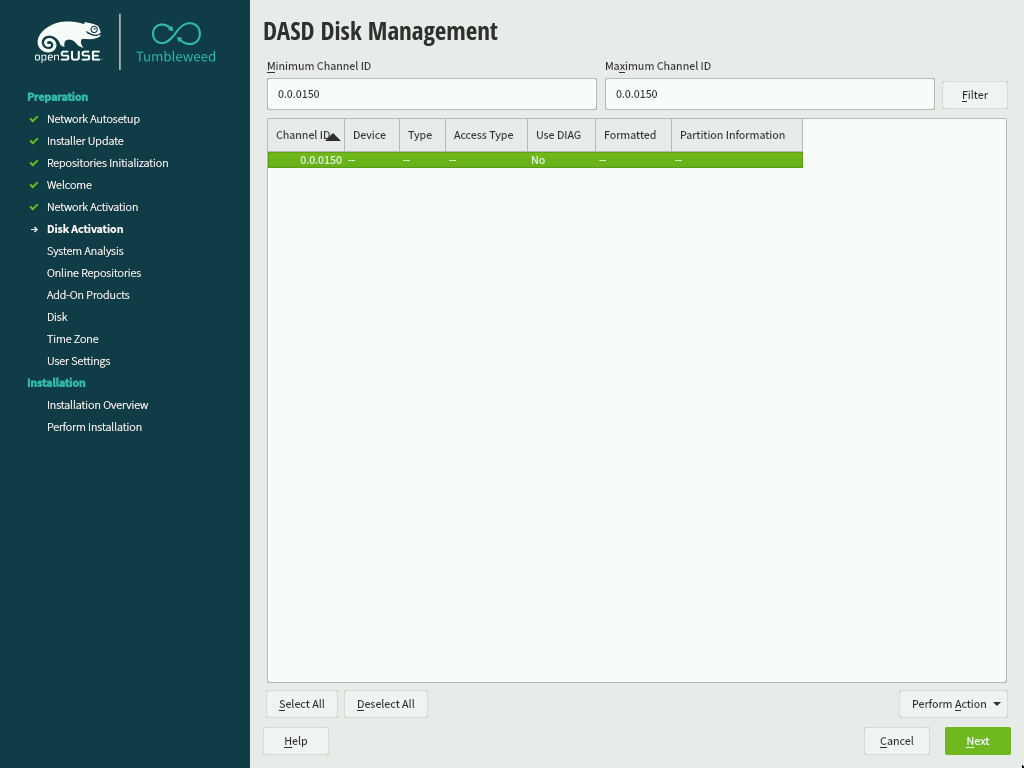 openSUSE
Tumbleweed
Preparation
Network Autosetup
Installer Update
Repositories Initialization
Welcome
Network Activation
Disk Activation
System Analysis
Online Repositories
Add-On Products
Disk
Time Zone
User Settings
Installation
Installation Overview
Perform Installation
DASD Disk Management
Minimum Channel ID Maximum Channel ID
0.0.0150 0.0.0150 Filter
Channel ID Device Type Access Type Use DIAG Formatted Partition Information
0.0.0150 -- -- -- No -- --
Select All Deselect All Perform Action
Help Cancel Next